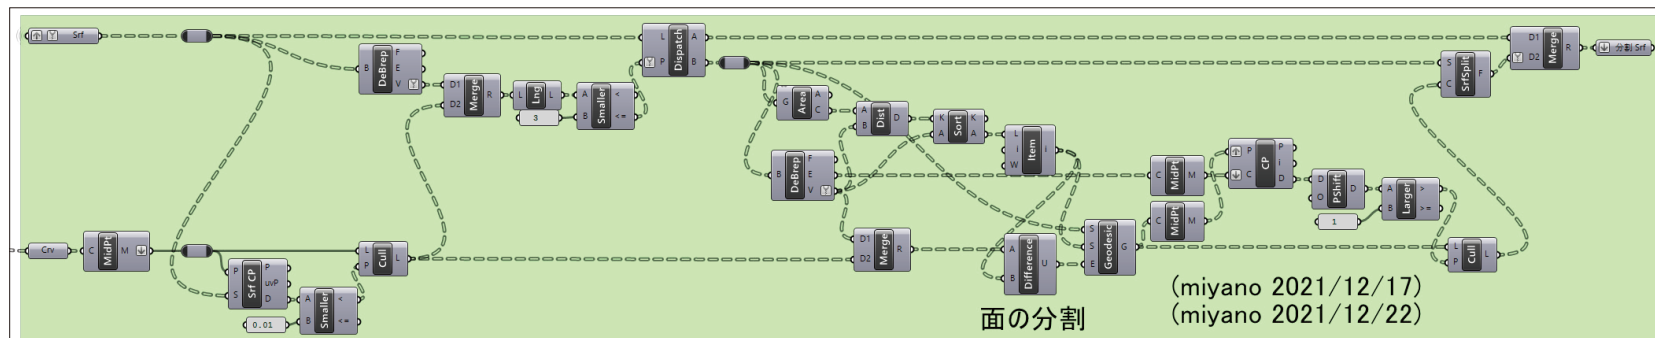 Srf
L
P
Dispatch
A
B
D1
D2
Merge
R
分割 Srf
B
DeBrep
F
E
V
D1
D2
Merge
R
L
Lng
L
3
A
B
Smaller
<
<=
S
C
SrfSplit
F
G
Area
A
C
A
B
Dist
D
K
A
Sort
K
A
L
i
W
Item
i
B
DeBrep
F
E
V
C
MidPt
M
P
C
CP
P
i
D
D
O
PShift
D
1
A
B
Larger
>
>=
C
MidPt
M
Crv
C
MidPt
M
L
P
Cull
L
P
S
Srf CP
P
uvP
D
0.01
A
B
Smaller
<
<=
D1
D2
Merge
R
A
B
Difference
U
S
S
E
Geodesic
G
L
P
Cull
L
面の分割
(miyano 2021/12/17)
(miyano 2021/12/22)